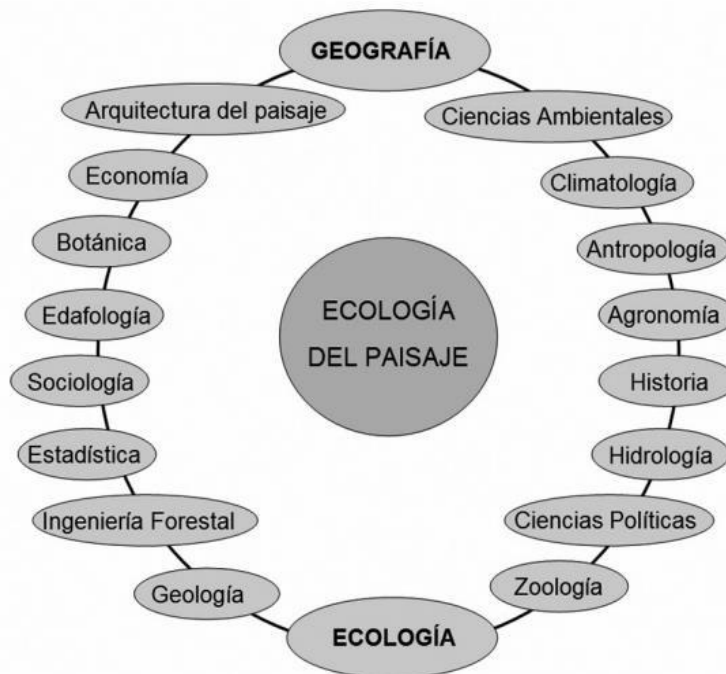 GEOGRAFÍA
Arquitectura del paisaje
Ciencias Ambientales
Economía
Climatología
Botánica
Antropología
ECOLOGÍA
DEL PAISAJE
Edafología
Agronomía
Sociología
Historia
Estadística
Hidrología
Ingeniería Forestal
Ciencias Políticas
Geología
Zoología
ECOLOGÍA